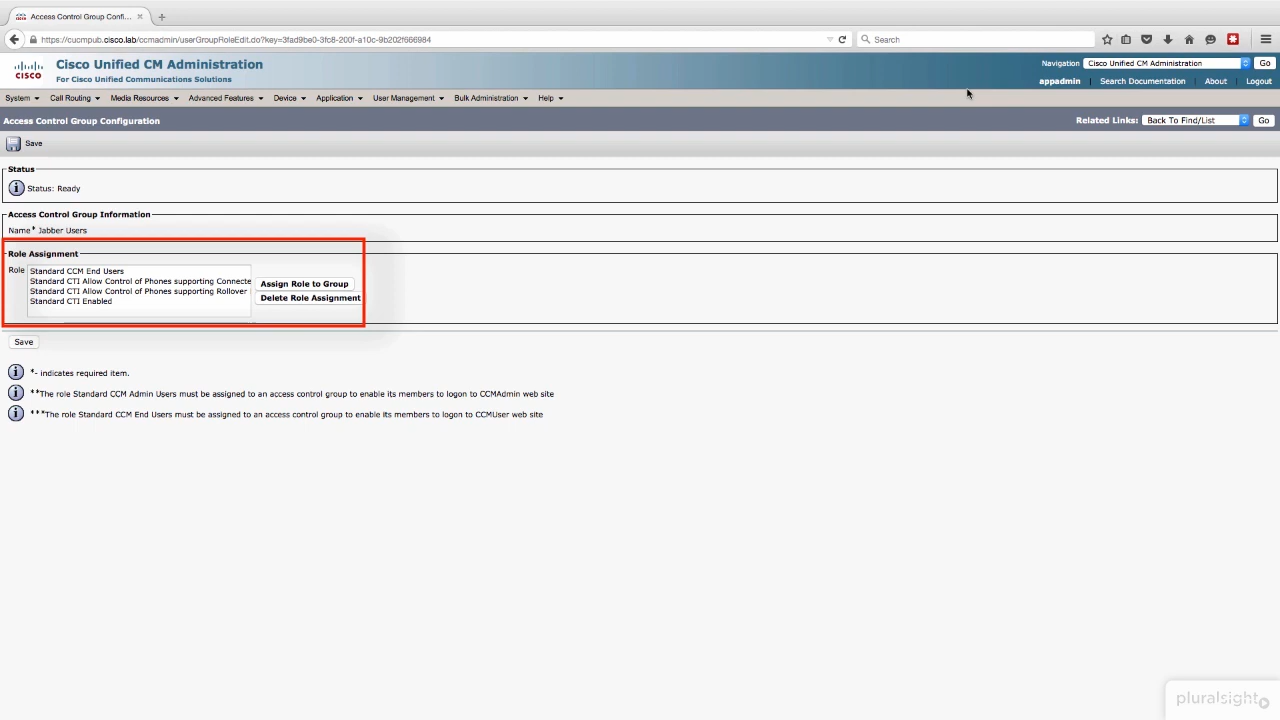 Access Control Group Confi...
https://cucmpub.cisco.lab/ccmadmin/userGroupRoleEdit.do?key=3fad9be0-3fc8-200f-a10c-9b202f666984
Search
CISCO
Cisco Unified CM Administration
For Cisco Unified Communications Solutions
Navigation Cisco Unified CM Administration Go
appadmin Search Documentation About Logout
System Call Routing Media Resources Advanced Features Device Application User Management Bulk Administration Help
Access Control Group Configuration
Related Links: Back To Find/List Go
Save
Status
Status: Ready
Access Control Group Information
Name* Jabber Users
Role Assignment
Role Standard CCM End Users
Standard CTI Allow Control of Phones supporting Connecte
Standard CTI Allow Control of Phones supporting Rollover
Standard CTI Enabled
Assign Role to Group
Delete Role Assignment
Save
*- indicates required item.
**The role Standard CCM Admin Users must be assigned to an access control group to enable its members to logon to CCMAdmin web site
***The role Standard CCM End Users must be assigned to an access control group to enable its members to logon to CCMUser web site
pluralsight